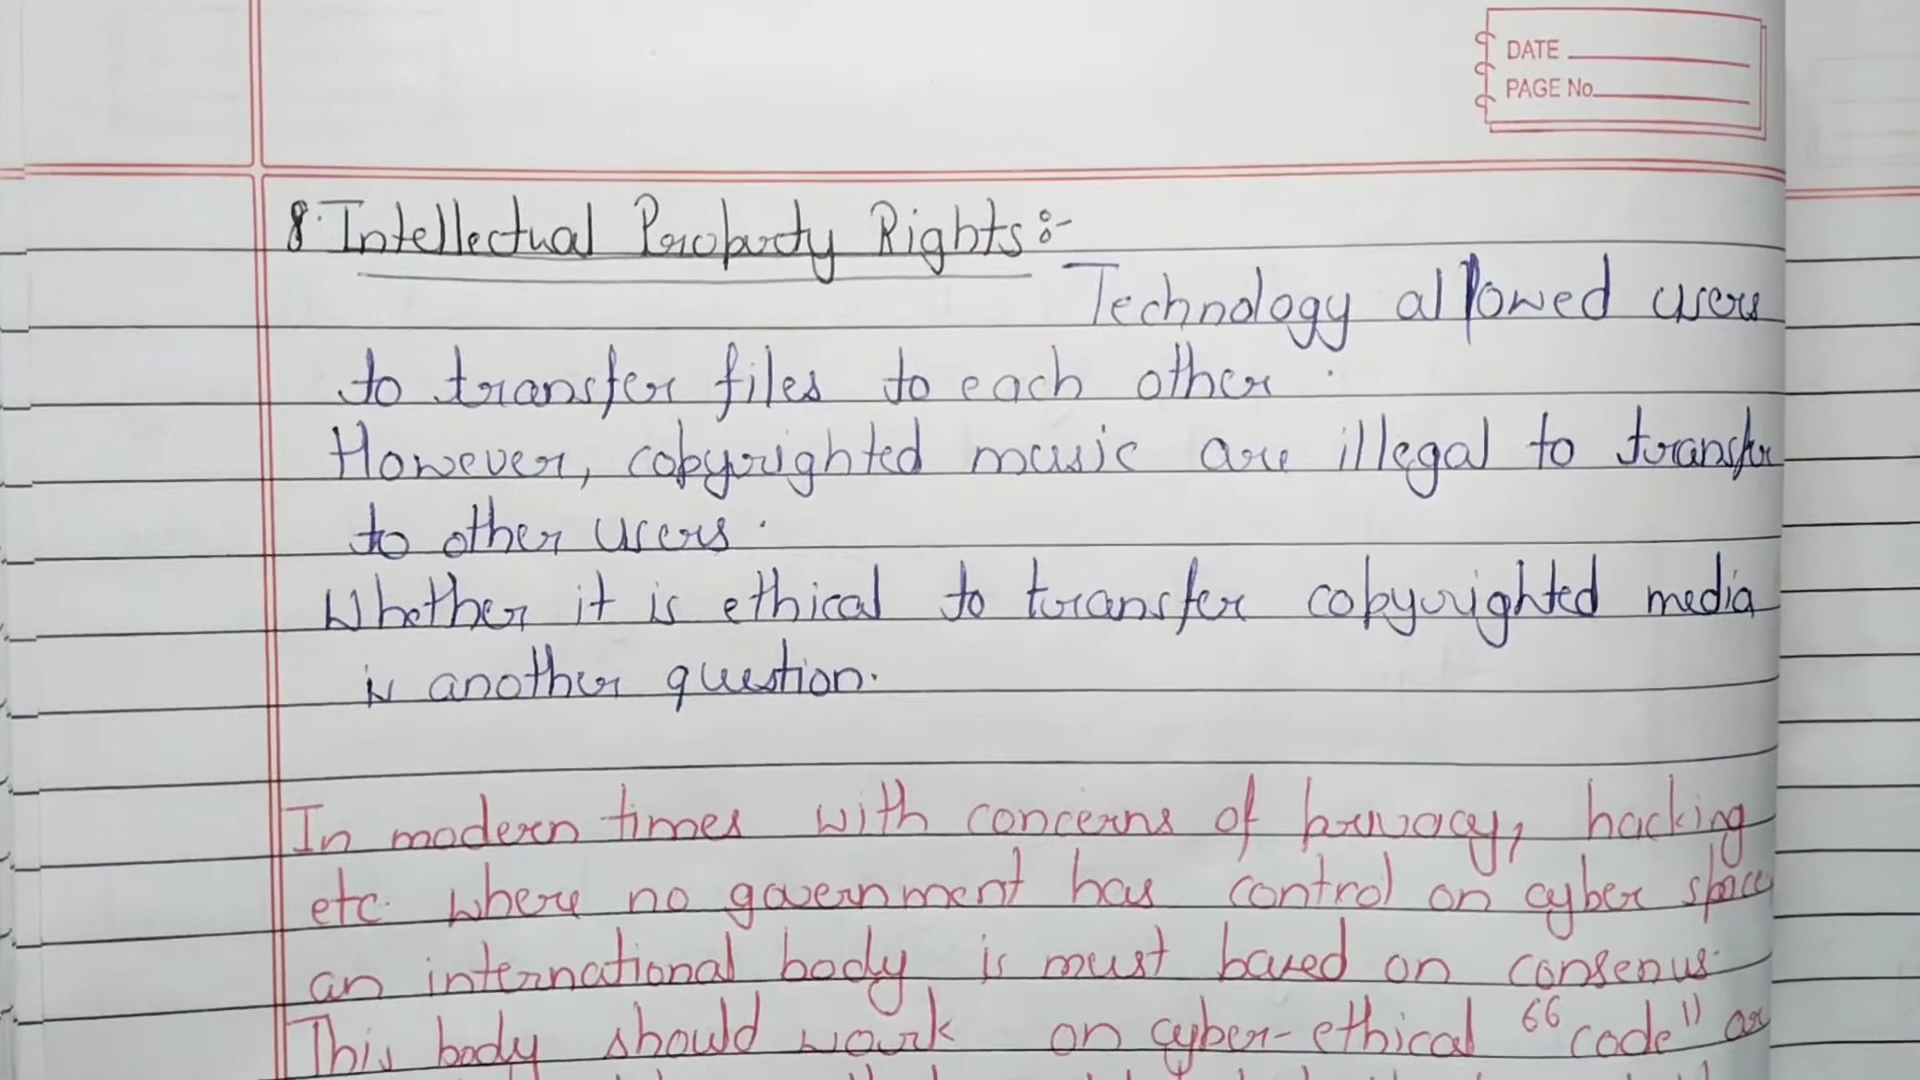 DATE
PAGE No.
8. Intellectual Property Rights :-
Technology allowed users
to transfer files to each other.
However, copyrighted music are illegal to transfer
to other users.
Whether it is ethical to transfer copyrighted media
is another question.
In modern times with concerns of privacy, hacking
etc. where no government has control on cyber space
an international body is must based on consenus.
This body should work on cyber-ethical "code" or